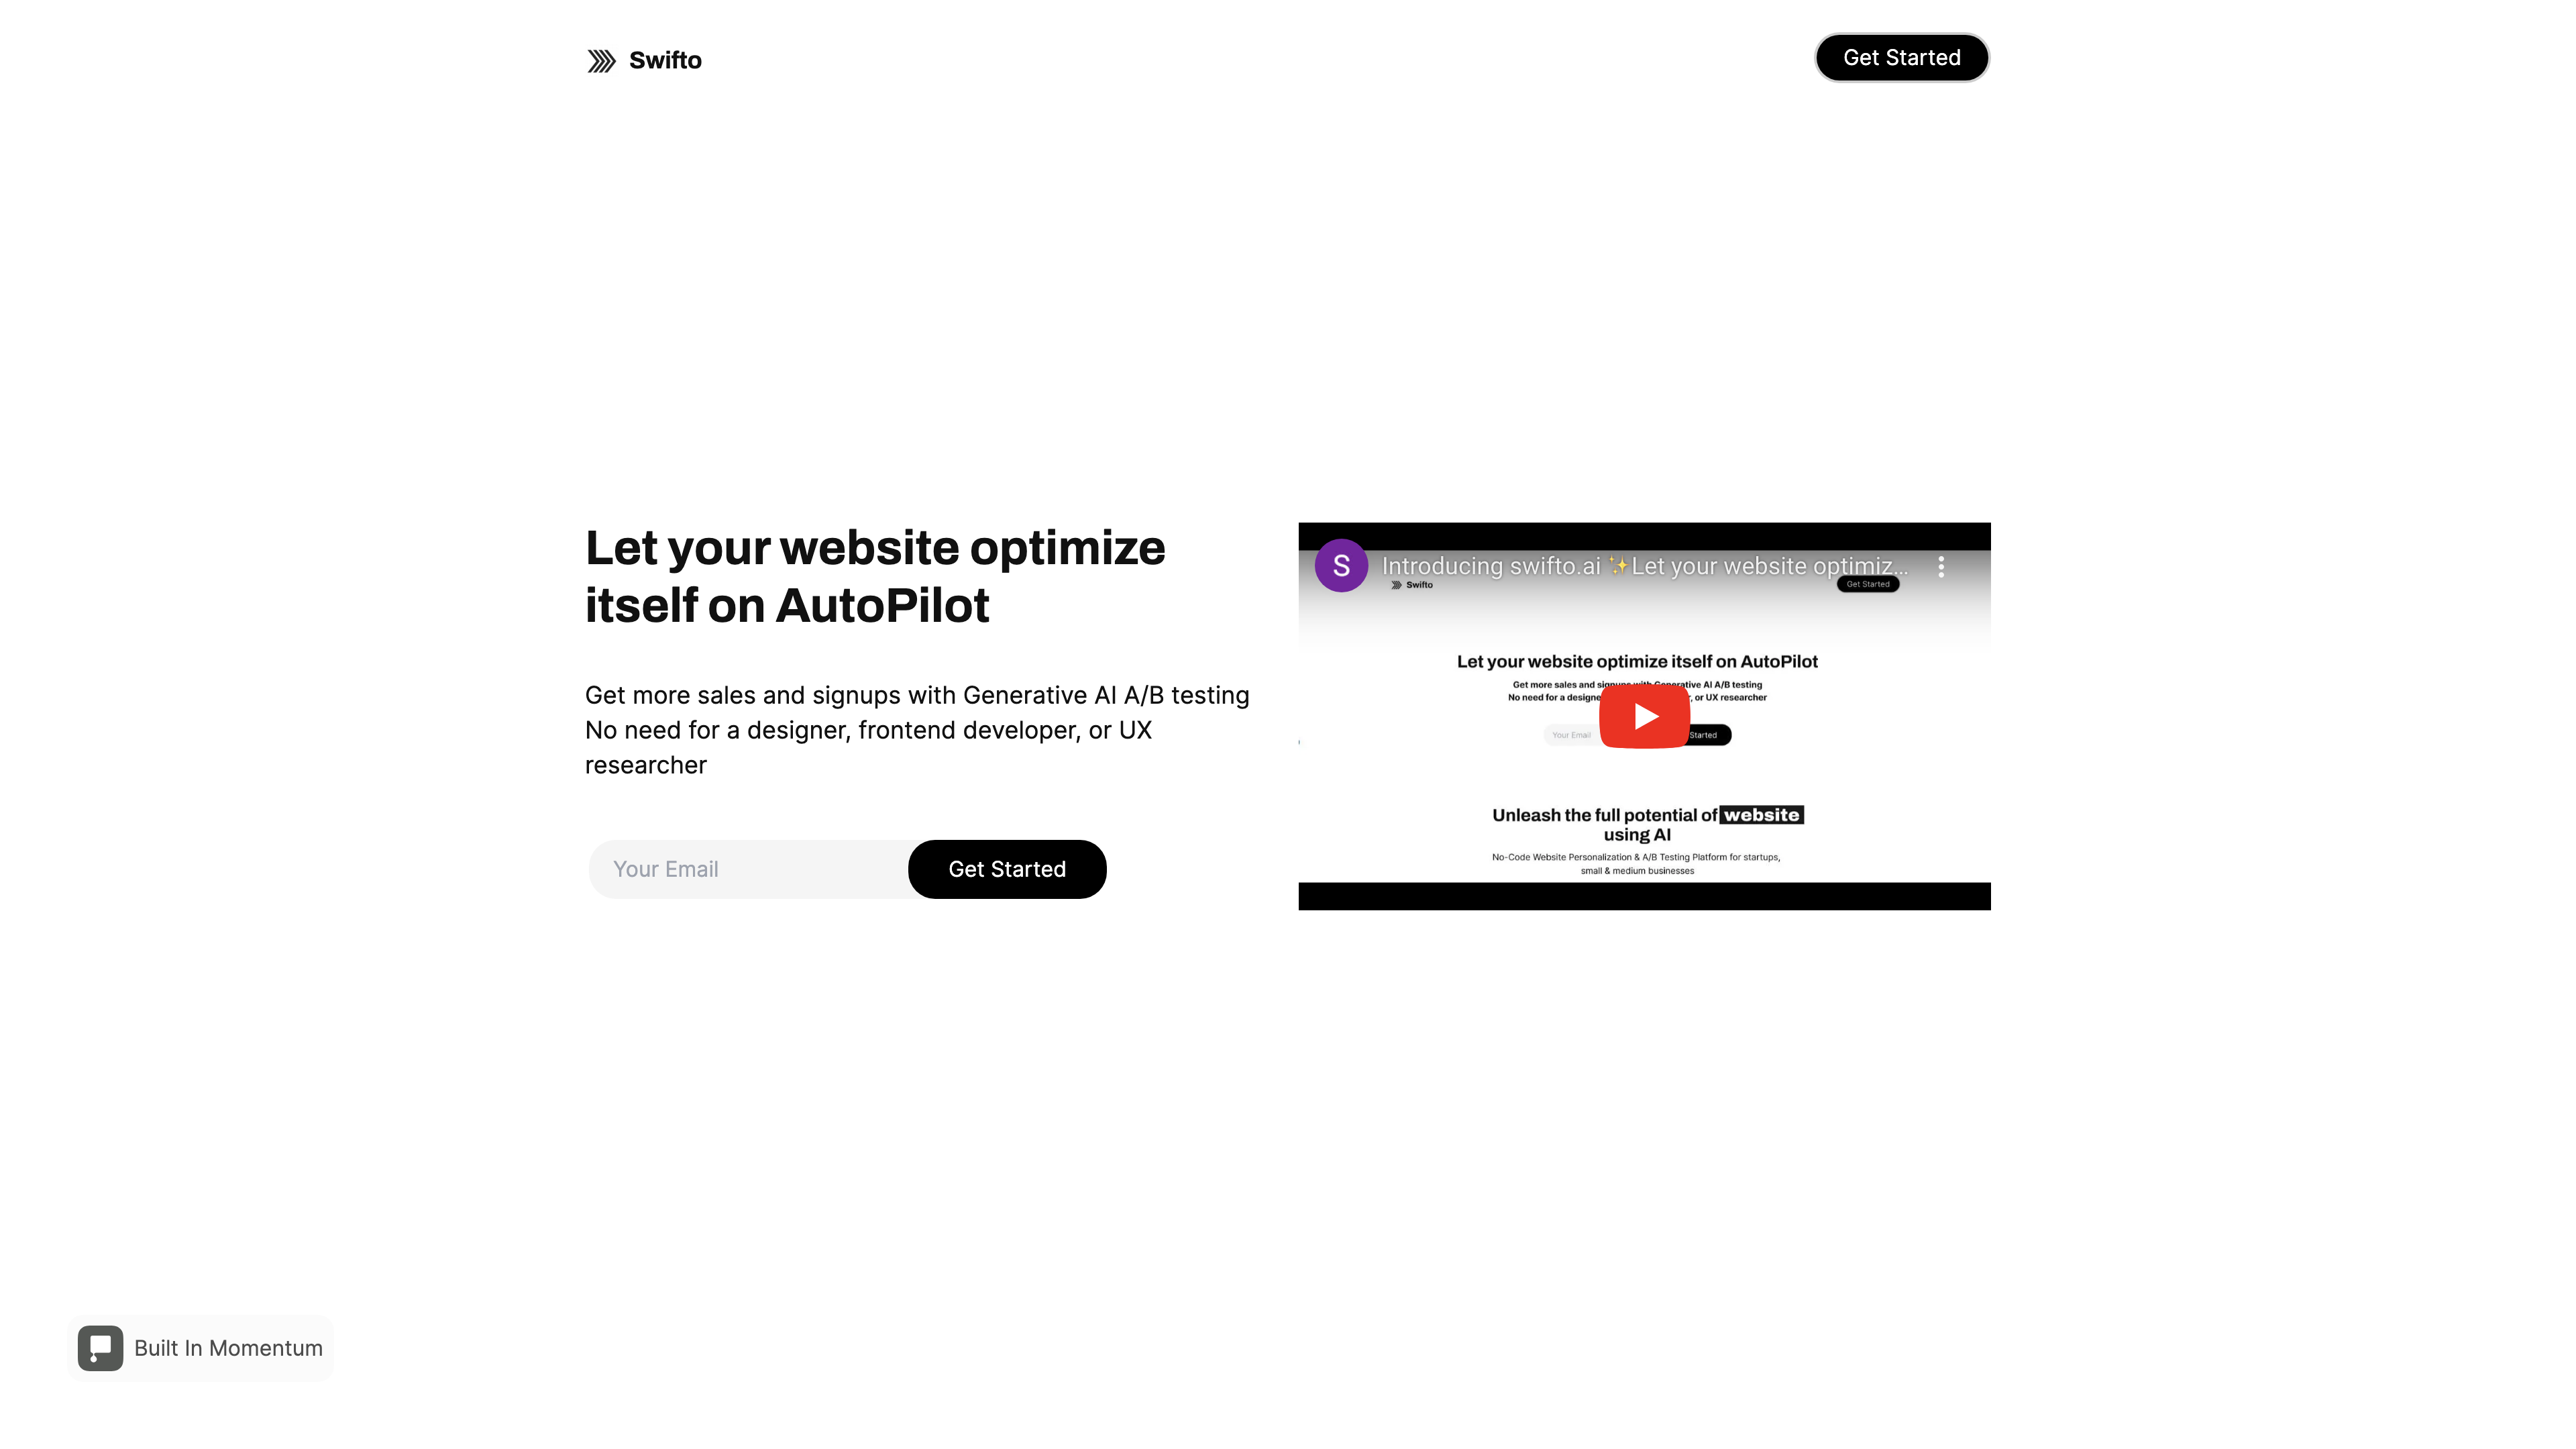 Swifto
Get Started
Let your website optimize
itself on AutoPilot
Get more sales and signups with Generative AI A/B testing
No need for a designer, frontend developer, or UX
researcher
Your Email
Get Started
S
Introducing swifto.ai ✨Let your website optimiz...
Swifto
Get Started
Let your website optimize itself on AutoPilot
Get more sales and signups with Generative AI A/B testing
No need for a designe , or UX researcher
Your Email
Started
Unleash the full potential of website
using AI
No-Code Website Personalization & A/B Testing Platform for startups,
small & medium businesses
Built In Momentum